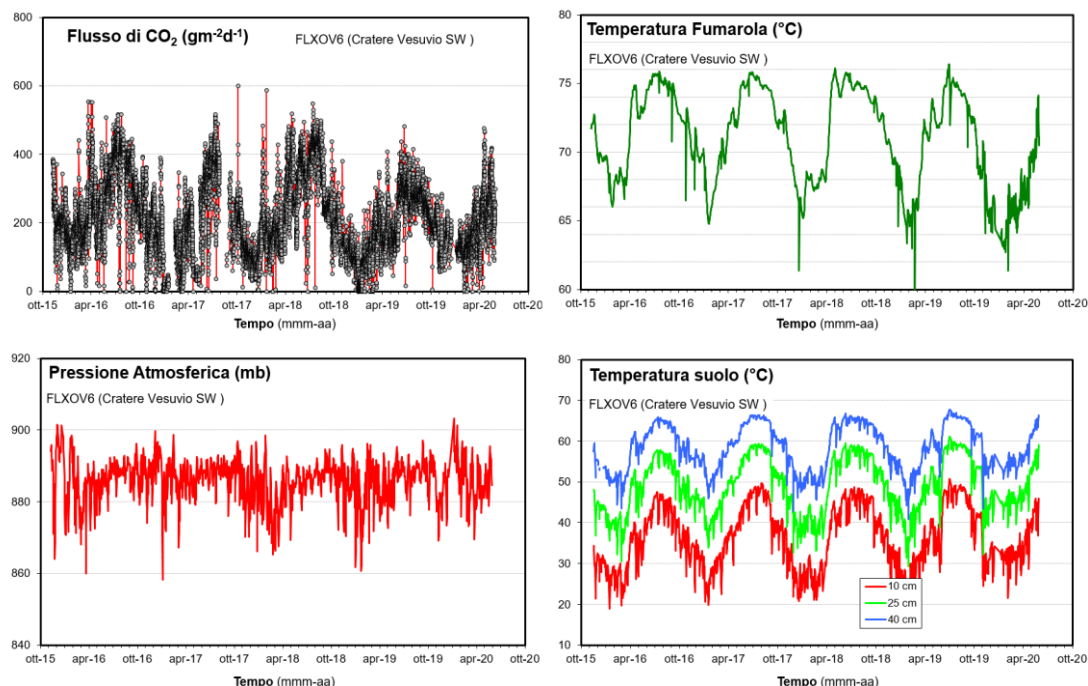 Flusso di CO2 (gm-2d-1)
FLXOV6 (Cratere Vesuvio SW )
800
600
400
200
0
ott-15 apr-16 ott-16 apr-17 ott-17 apr-18 ott-18 apr-19 ott-19 apr-20 ott-20
Tempo (mmm-aa)
Temperatura Fumarola (°C)
FLXOV6 (Cratere Vesuvio SW )
80
75
70
65
60
ott-15 apr-16 ott-16 apr-17 ott-17 apr-18 ott-18 apr-19 ott-19 apr-20 ott-20
Tempo (mmm-aa)
Pressione Atmosferica (mb)
FLXOV6 (Cratere Vesuvio SW )
920
900
880
860
840
ott-15 apr-16 ott-16 apr-17 ott-17 apr-18 ott-18 apr-19 ott-19 apr-20 ott-20
Tempo (mmm-aa)
Temperatura suolo (°C)
FLXOV6 (Cratere Vesuvio SW )
80
70
60
50
40
30
20
10
10 cm
25 cm
40 cm
ott-15 apr-16 ott-16 apr-17 ott-17 apr-18 ott-18 apr-19 ott-19 apr-20 ott-20
Tempo (mmm-aa)